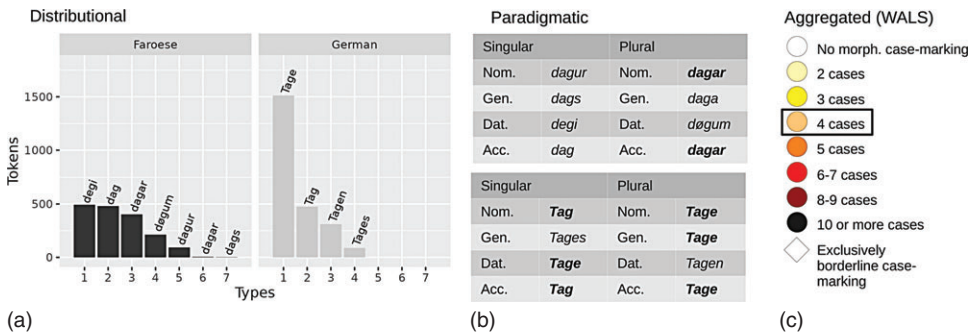 Distributional
Faroese German
1500
1000
500
0
Tokens
degi
dag
dagar
døgum
dagur
dagar
dags
Tage
Tag
Tagen
Tages
1 2 3 4 5 6 7 1 2 3 4 5 6 7
Types
(a)
Paradigmatic
Singular Plural
Nom. dagur Nom. dagar
Gen. dags Gen. daga
Dat. degi Dat. døgum
Acc. dag Acc. dagar
Singular Plural
Nom. Tag Nom. Tage
Gen. Tages Gen. Tage
Dat. Tage Dat. Tagen
Acc. Tag Acc. Tage
(b)
Aggregated (WALS)
No morph. case-marking
2 cases
3 cases
4 cases
5 cases
6-7 cases
8-9 cases
10 or more cases
Exclusively
borderline case-
marking
(c)